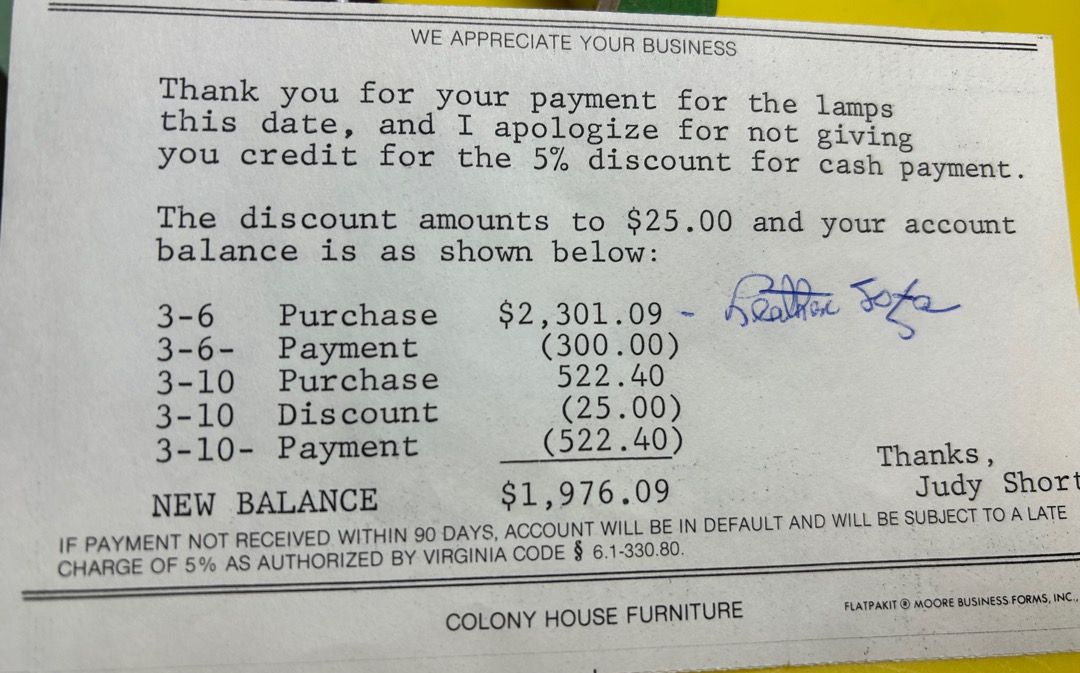 WE APPRECIATE YOUR BUSINESS
Thank you for your payment for the lamps
this date, and I apologize for not giving
you credit for the 5% discount for cash payment.
The discount amounts to $25.00 and your account
balance is as shown below:
3-6 Purchase $2,301.09 - Leather Sofa
3-6- Payment (300.00)
3-10 Purchase 522.40
3-10 Discount (25.00)
3-10- Payment (522.40)
Thanks,
Judy Short
NEW BALANCE $1,976.09
IF PAYMENT NOT RECEIVED WITHIN 90 DAYS, ACCOUNT WILL BE IN DEFAULT AND WILL BE SUBJECT TO A LATE
CHARGE OF 5% AS AUTHORIZED BY VIRGINIA CODE § 6.1-330.80.
COLONY HOUSE FURNITURE
FLATPAKIT ® MOORE BUSINESS FORMS, INC.,